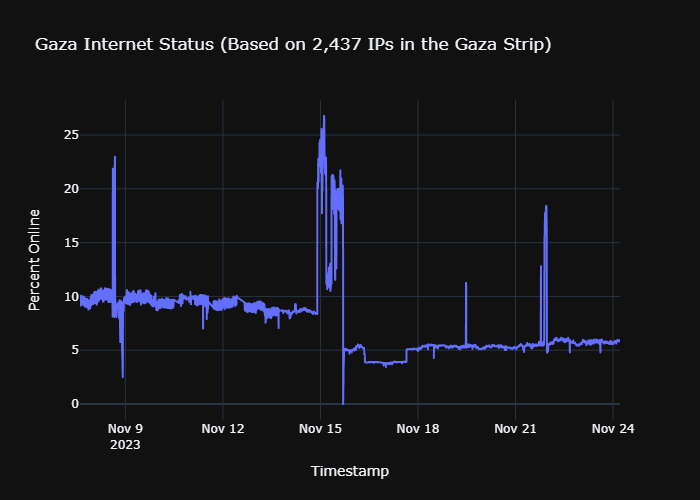 Gaza Internet Status (Based on 2,437 IPs in the Gaza Strip)
Percent Online
25
20
15
10
5
0
Nov 9
2023
Nov 12
Nov 15
Nov 18
Nov 21
Nov 24
Timestamp